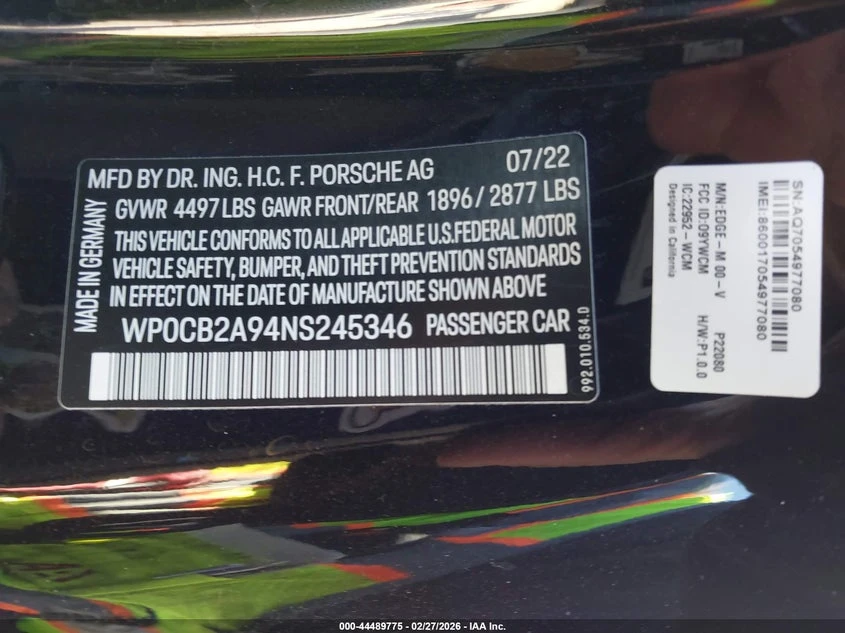 MFD BY DR. ING. H.C. F. PORSCHE AG 07/22
GVWR 4497 LBS GAWR FRONT/REAR 1896 / 2877 LBS
THIS VEHICLE CONFORMS TO ALL APPLICABLE U.S.FEDERAL MOTOR
VEHICLE SAFETY, BUMPER, AND THEFT PREVENTION STANDARDS
IN EFFECT ON THE DATE OF MANUFACTURE SHOWN ABOVE
WP0CB2A94NS245346 PASSENGER CAR
MADE IN GERMANY
992.010.534.D
SN:AQ7054977080
IMEI:860017054977080
M/N:EDGE-M 00-V P22080
FCC ID:09YWCM H/W:P1.0.0
IC:22952-WCM
Designed in California
000-44489775 - 02/27/2026 - IAA Inc.